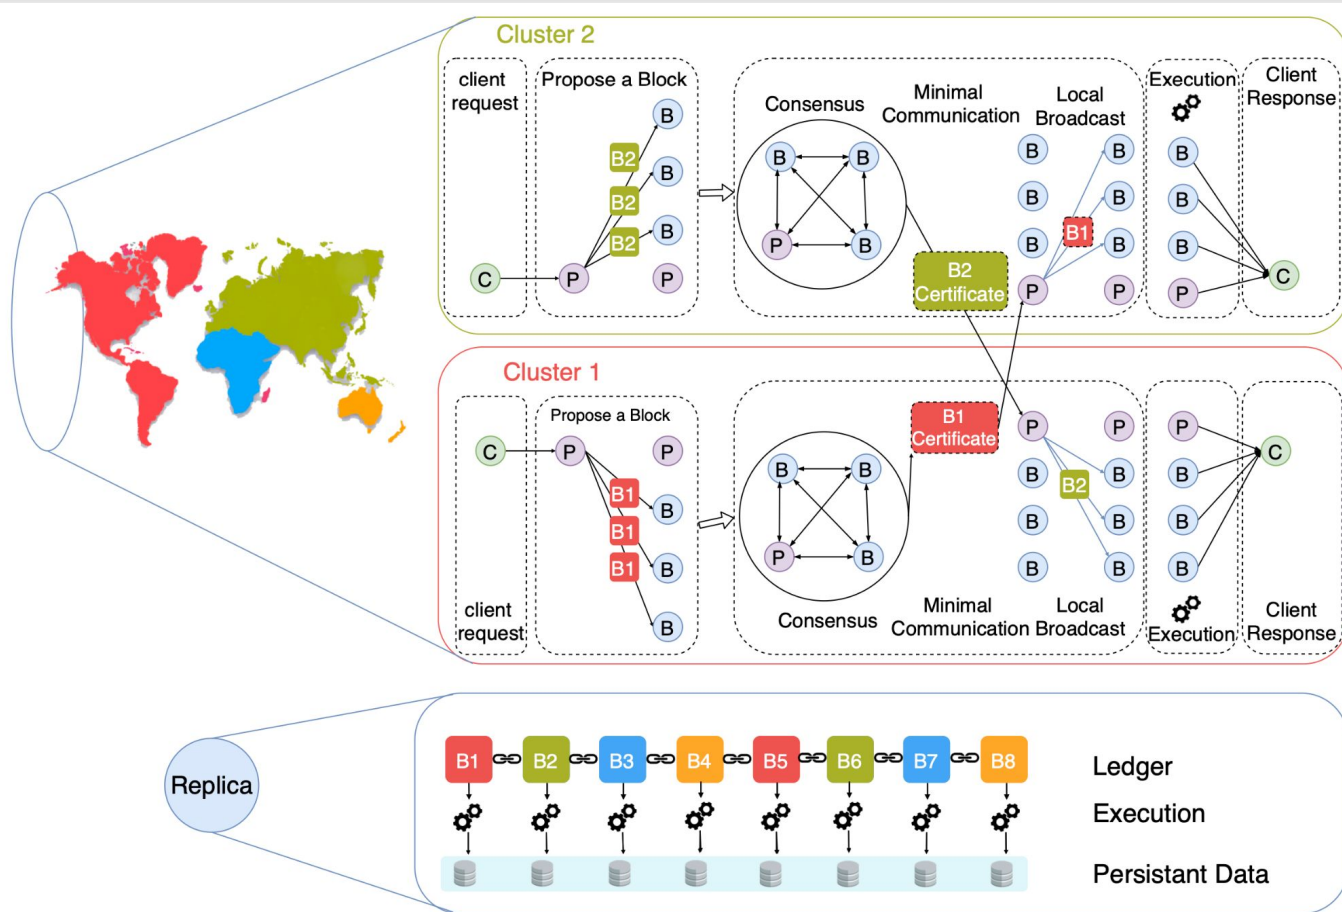 Cluster 2
client
request
Propose a Block
Consensus
Minimal
Communication
Local
Broadcast
Execution
Client
Response
B
B2
B
B2
B
B2
C
P
P
B
B
P
B
B2
Certificate
B
B
B
B
B
B1
B
P
P
B
B
B
P
C
Cluster 1
client
request
Propose a Block
C
P
P
B1
B
B1
B1
B
B
B
B
P
B
Consensus
B1
Certificate
Minimal
Communication
P
P
B
B
B2
B
B
B
B
Local
Broadcast
P
B
B
B
Execution
C
Client
Response
Replica
B1
B2
B3
B4
B5
B6
B7
B8
Ledger
Execution
Persistant Data